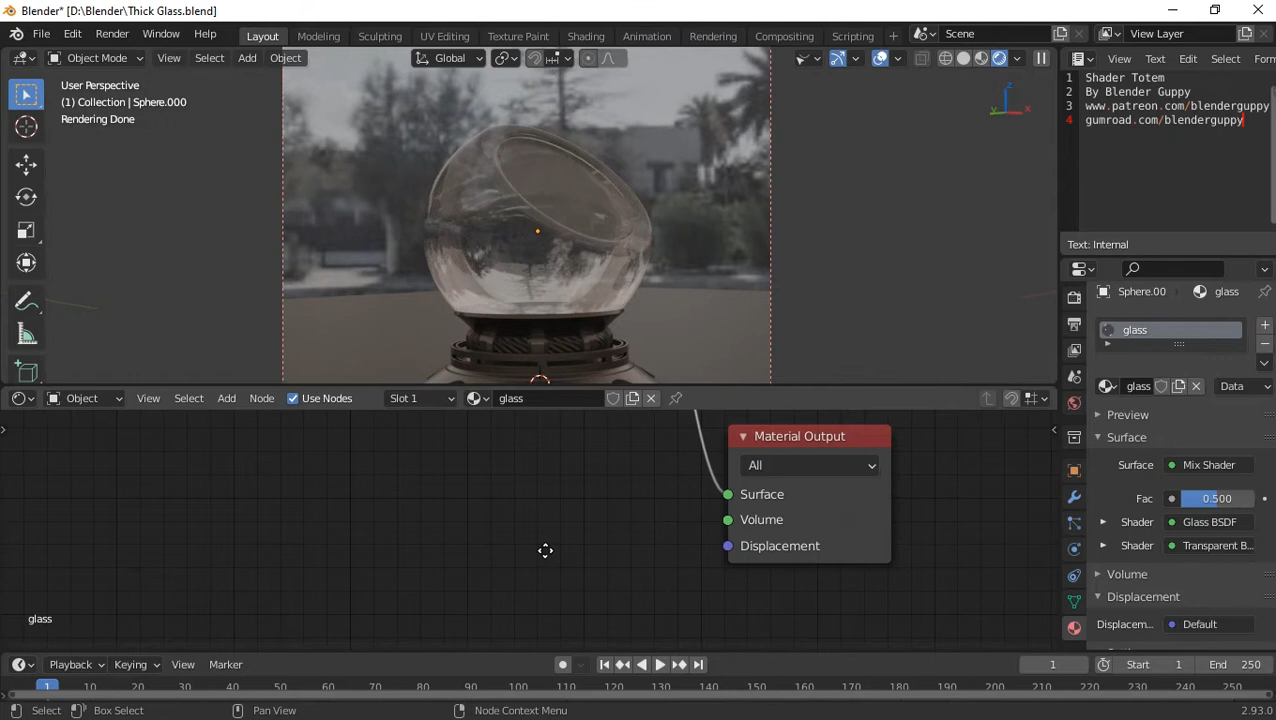 Blender* [D:\Blender\Thick Glass.blend]
File Edit Render Window Help Layout Modeling Sculpting UV Editing Texture Paint Shading Animation Rendering Compositing Scripting + Scene View Layer
Object Mode View Select Add Object Global View Text Edit Select Form
User Perspective
(1) Collection | Sphere.000
Rendering Done
1 Shader Totem
2 By Blender Guppy
3 www.patreon.com/blenderguppy
4 gumroad.com/blenderguppy
Z
Y
X
Text: Internal
Sphere.00 glass
glass
glass Data
Object View Select Add Node Use Nodes Slot 1 glass
Preview
Surface
Surface Mix Shader
Fac 0.500
Shader Glass BSDF
Shader Transparent B...
Volume
Displacement
Displacem... Default
Material Output
All
Surface
Volume
Displacement
glass
Playback Keying View Marker 1 Start 1 End 250
1 10 20 30 40 50 60 70 80 90 100 110 120 130 140 150 160 170 180 190 200 210 220 230 240 250
Select Box Select Pan View Node Context Menu 2.93.0